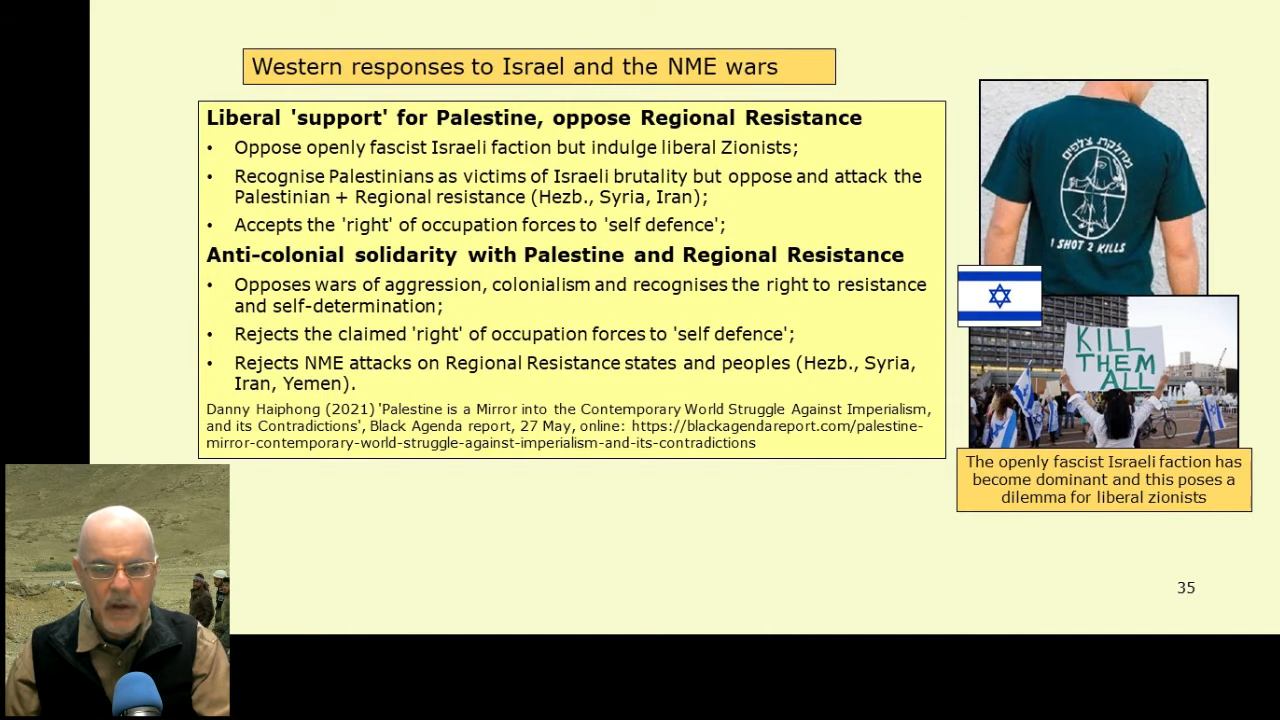 Western responses to Israel and the NME wars
Liberal 'support' for Palestine, oppose Regional Resistance
• Oppose openly fascist Israeli faction but indulge liberal Zionists;
• Recognise Palestinians as victims of Israeli brutality but oppose and attack the
Palestinian + Regional resistance (Hezb., Syria, Iran);
• Accepts the 'right' of occupation forces to 'self defence';
Anti-colonial solidarity with Palestine and Regional Resistance
• Opposes wars of aggression, colonialism and recognises the right to resistance
and self-determination;
• Rejects the claimed 'right' of occupation forces to 'self defence';
• Rejects NME attacks on Regional Resistance states and peoples (Hezb., Syria,
Iran, Yemen).
Danny Haiphong (2021) 'Palestine is a Mirror into the Contemporary World Struggle Against Imperialism,
and its Contradictions', Black Agenda report, 27 May, online: https://blackagendareport.com/palestine-
mirror-contemporary-world-struggle-against-imperialism-and-its-contradictions
מחלקת צלפים
1 SHOT 2 KILLS
KILL
THEM
ALL
The openly fascist Israeli faction has
become dominant and this poses a
dilemma for liberal zionists
35